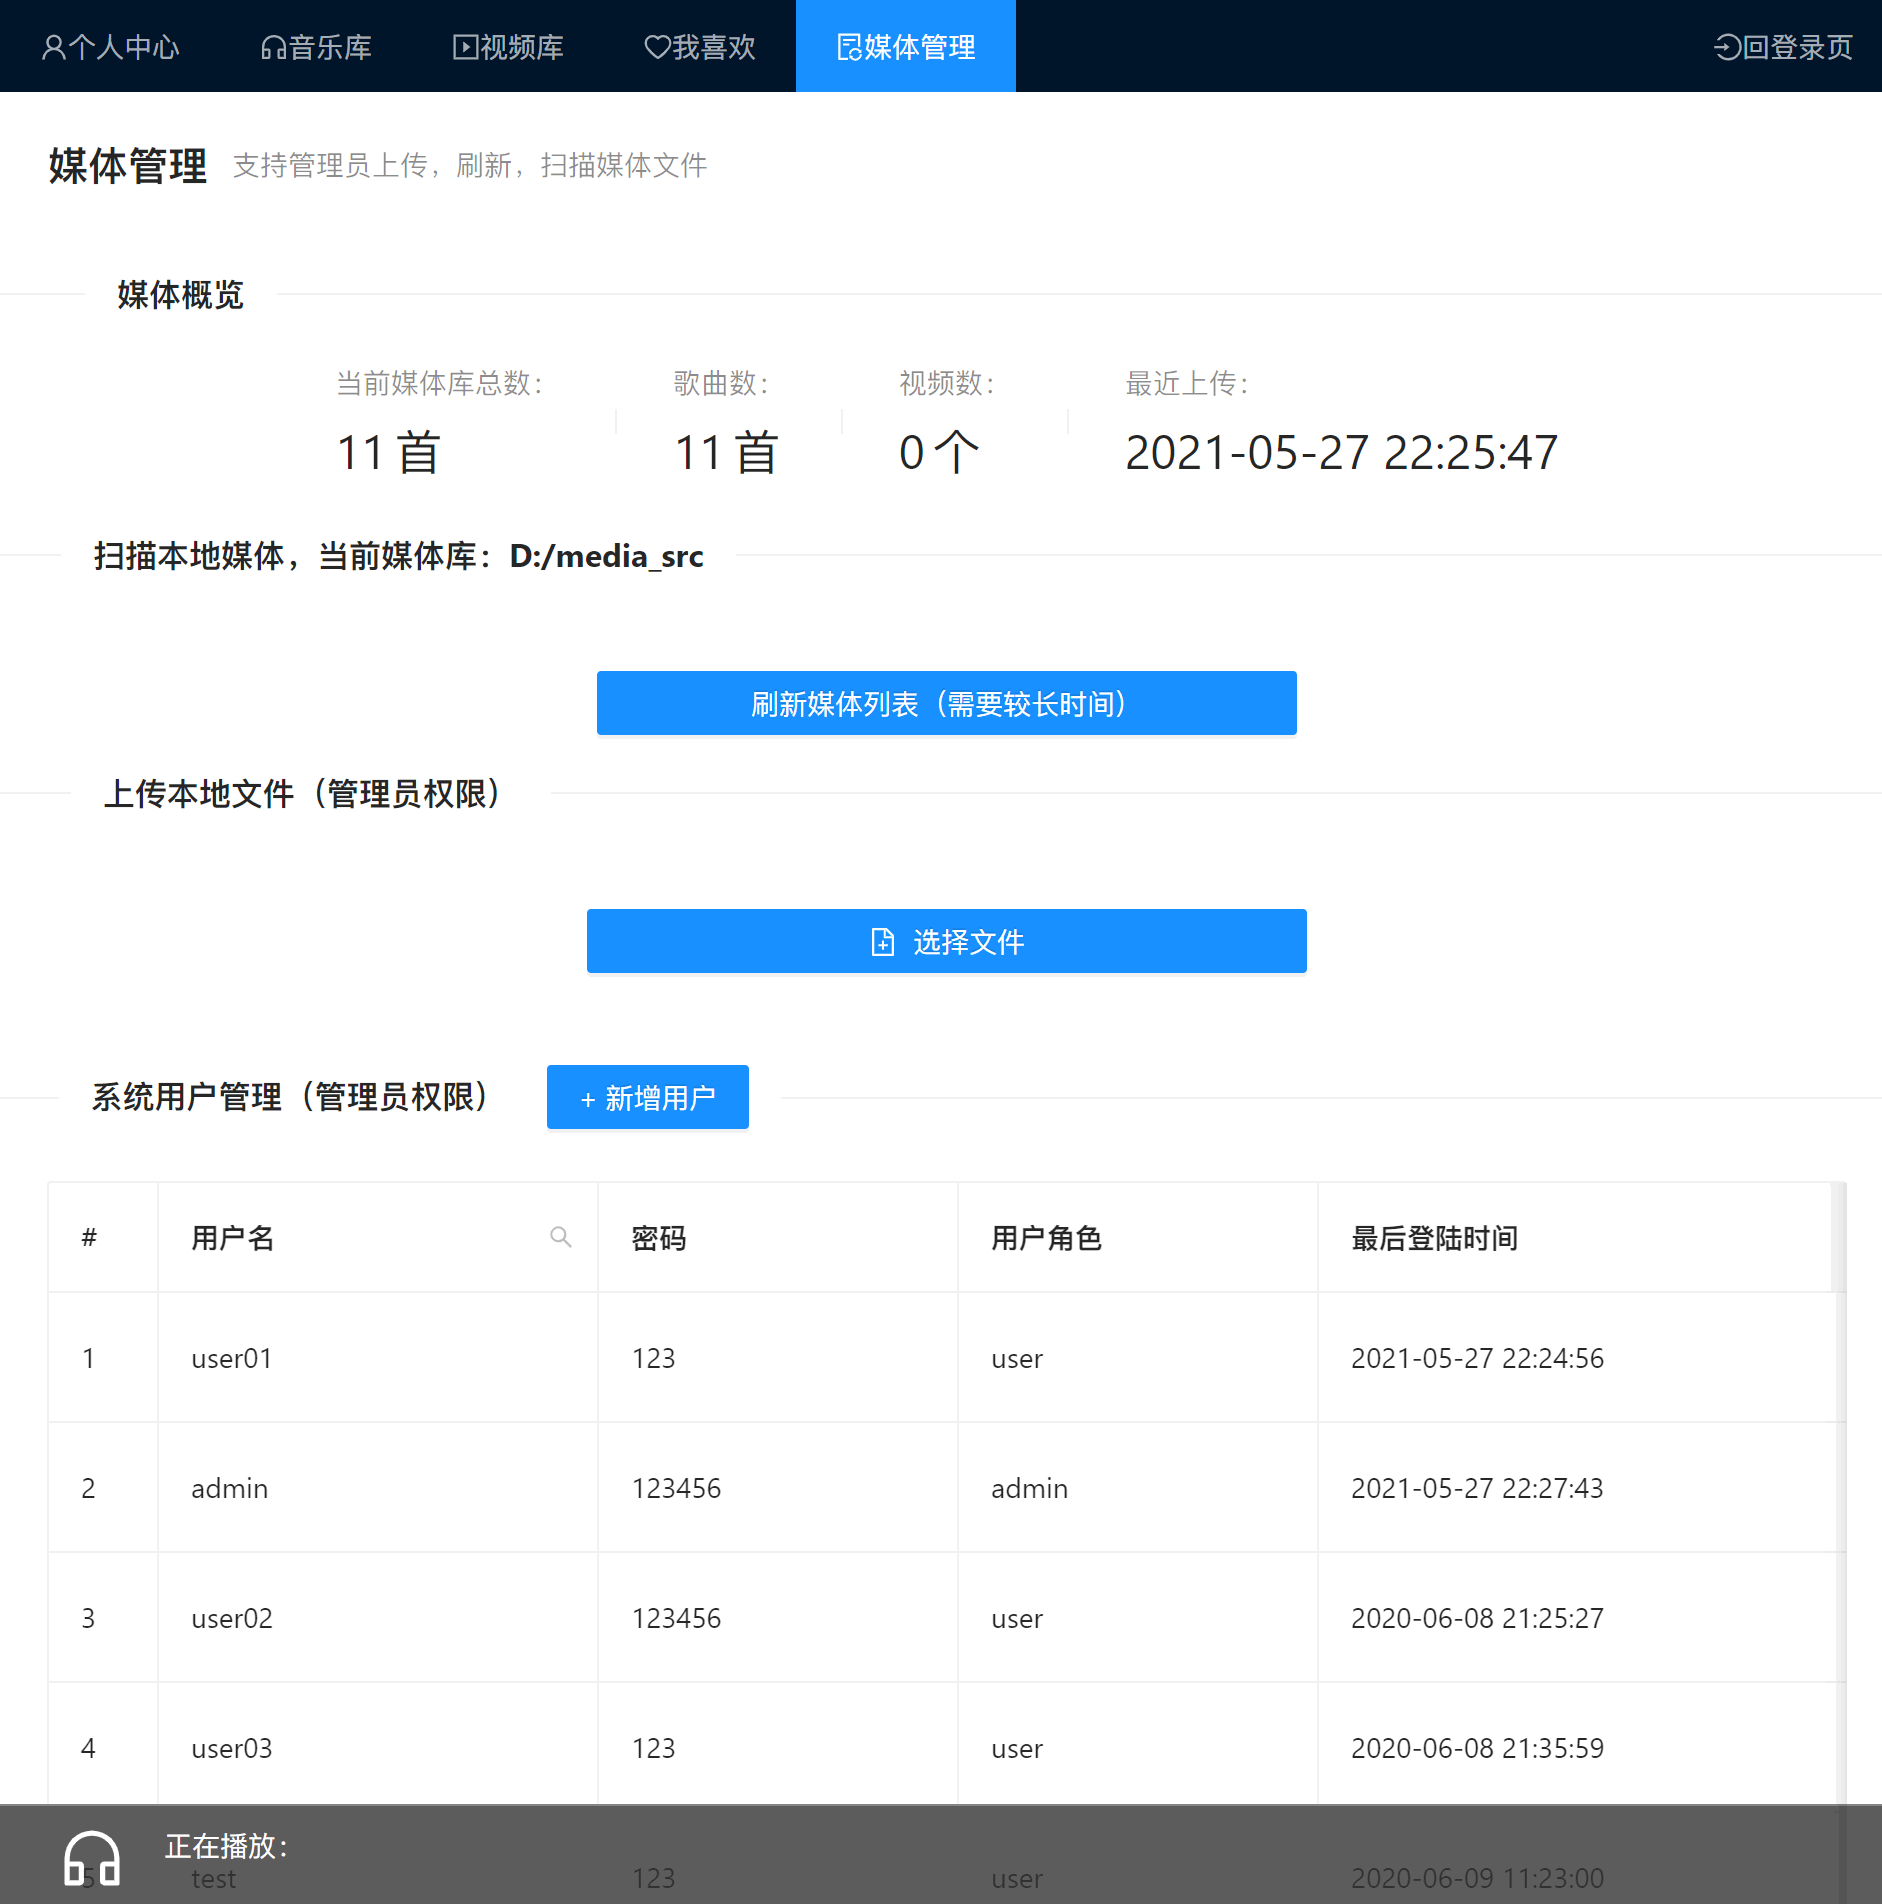 个人中心 音乐库 视频库 我喜欢 媒体管理 回登录页
媒体管理 支持管理员上传，刷新，扫描媒体文件
媒体概览
当前媒体库总数： 歌曲数： 视频数： 最近上传：
11 首 11 首 0 个 2021-05-27 22:25:47
扫描本地媒体，当前媒体库：D:/media_src
刷新媒体列表（需要较长时间）
上传本地文件（管理员权限）
选择文件
系统用户管理（管理员权限） + 新增用户
# 用户名 密码 用户角色 最后登陆时间
1 user01 123 user 2021-05-27 22:24:56
2 admin 123456 admin 2021-05-27 22:27:43
3 user02 123456 user 2020-06-08 21:25:27
4 user03 123 user 2020-06-08 21:35:59
正在播放：
5 test 123 user 2020-06-09 11:23:00